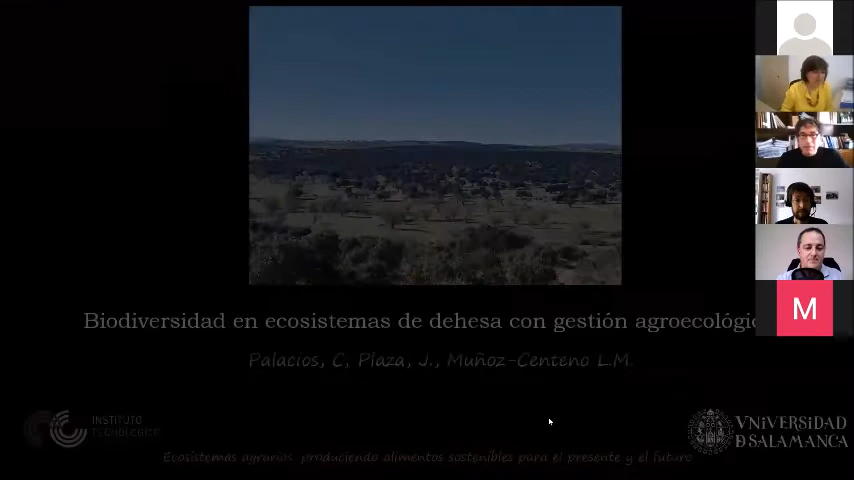 Biodiversidad en ecosistemas de dehesa con gestión agroecológic
Palacios, C, Plaza, J., Muñoz-Centeno L.M.
INSTITUTO
TECNOLÓGICO
VNiVERSiDAD
D SALAMANCA
Ecosistemas agrarios produciendo alimentos sostenibles para el presente y el futuro
M